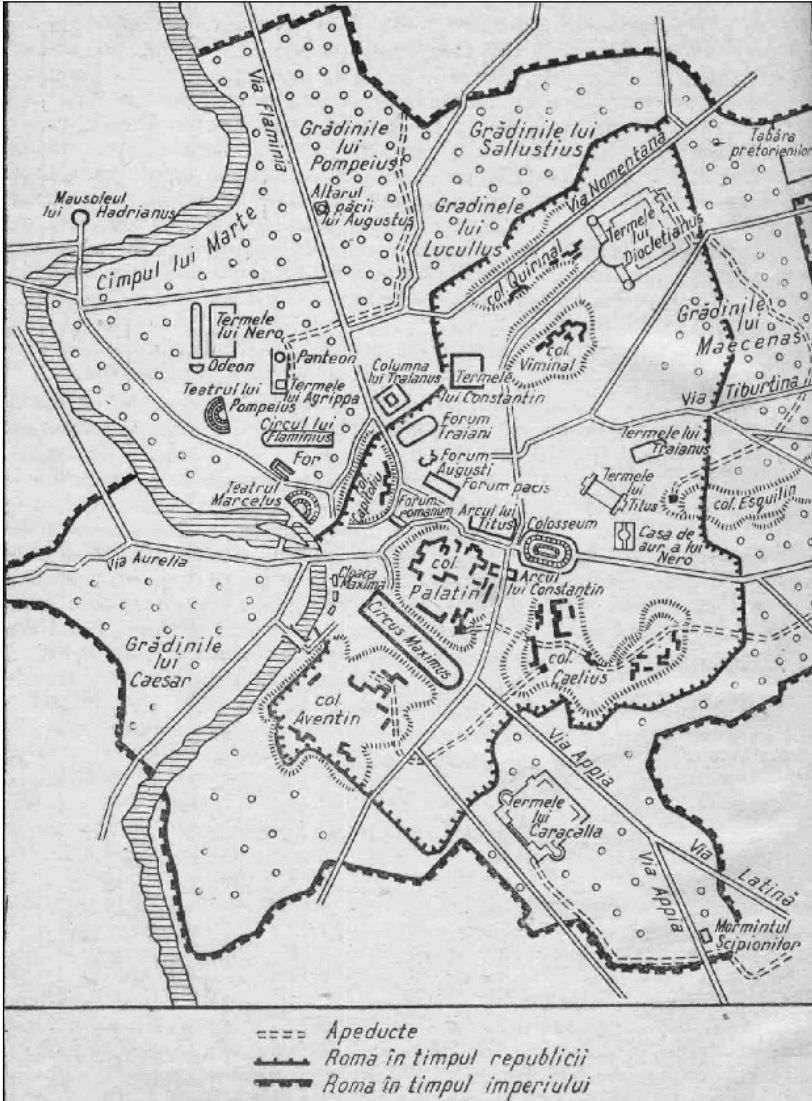 Via Flaminia
Grădinile
lui
Pompeius
Altarul
păcii
lui Augustus
Grădinile lui
Sallustius
Gradinele
lui
Lucullus
Via Nomentană
Tabăra
pretorienilor
Mausoleul
lui Hadrianus
Cîmpul lui Marte
Termele
lui
Diocletianus
col. Quirinal
col.
Viminal
Grădinile
lui
Maecenas
Termele
lui Nero
Odeon
Panteon
Termele
lui Agrippa
Teatrul lui
Pompeius
Circul lui
Flaminius
For
Teatrul
Marcelus
Columna
lui Traianus
Termele
lui Constantin
Forum
Traiani
Forum
Augusti
Forum pacis
col.
Capitoliu
Forum
romanum
Arcul lui
Titus
Colosseum
Via Tiburtina
Termele lui
Traianus
Termele
lui
Titus
col. Esquilin
Casa de
aur a lui
Nero
Via Aurelia
Cloaca
Maxima
col.
Palatin
Arcul
lui Constantin
Circus Maximus
Grădinile
lui
Caesar
col.
Aventin
col.
Caelius
Via Appia
Termele
lui
Caracalla
Via
Latină
Via Appia
Mormîntul
Scipionilor
Apeducte
Roma în timpul republicii
Roma în timpul imperiului